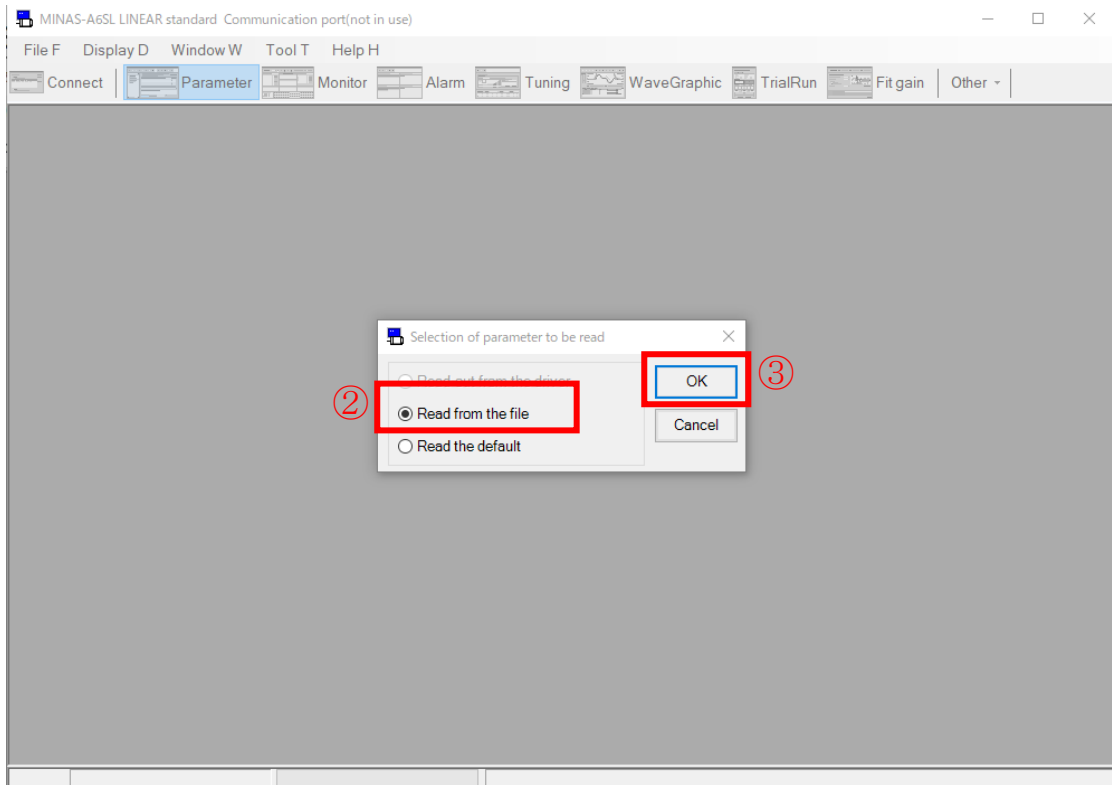 MINAS-A6SL LINEAR standard Communication port(not in use)
File F Display D Window W Tool T Help H
Connect Parameter Monitor Alarm Tuning WaveGraphic TrialRun Fit gain Other
Selection of parameter to be read
Read out from the driver
OK
③
②
Read from the file
Cancel
Read the default